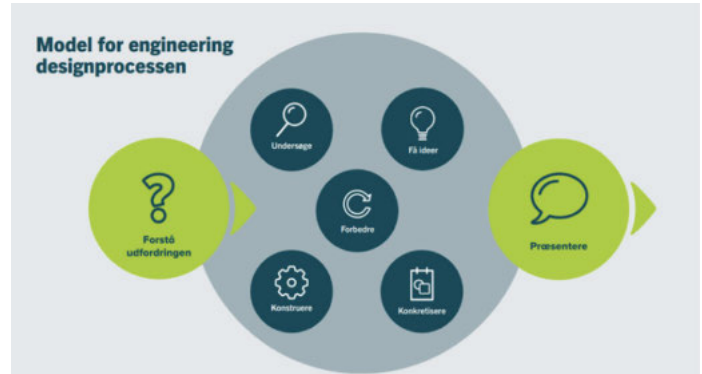 Model for engineering
designprocessen
Undersøge
Få ideer
Forstå
udfordringen
Forbedre
Præsentere
Konstruere
Konkretisere